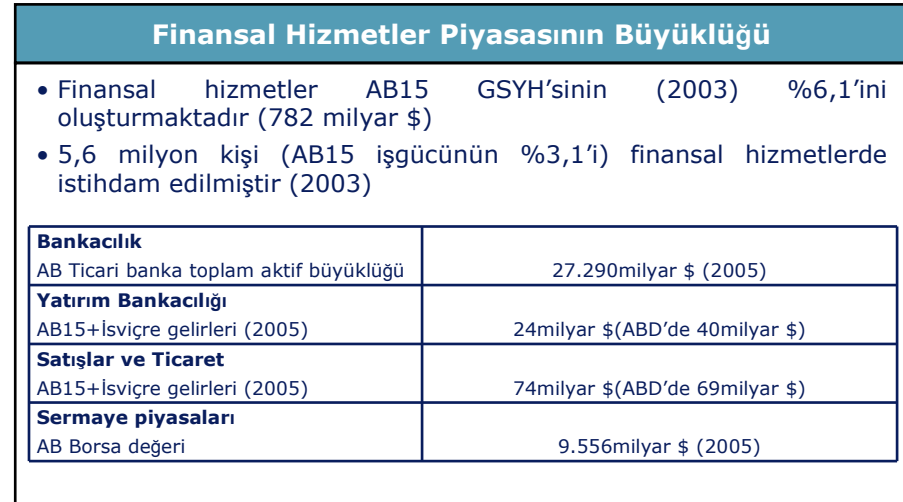 Finansal Hizmetler Piyasasının Büyüklüğü
• Finansal hizmetler AB15 GSYH’sinin (2003) %6,1’ini
oluşturmaktadır (782 milyar $)
• 5,6 milyon kişi (AB15 işgücünün %3,1’i) finansal hizmetlerde
istihdam edilmiştir (2003)
Bankacılık
AB Ticari banka toplam aktif büyüklüğü 27.290milyar $ (2005)
Yatırım Bankacılığı
AB15+İsviçre gelirleri (2005) 24milyar $(ABD’de 40milyar $)
Satışlar ve Ticaret
AB15+İsviçre gelirleri (2005) 74milyar $(ABD’de 69milyar $)
Sermaye piyasaları
AB Borsa değeri 9.556milyar $ (2005)